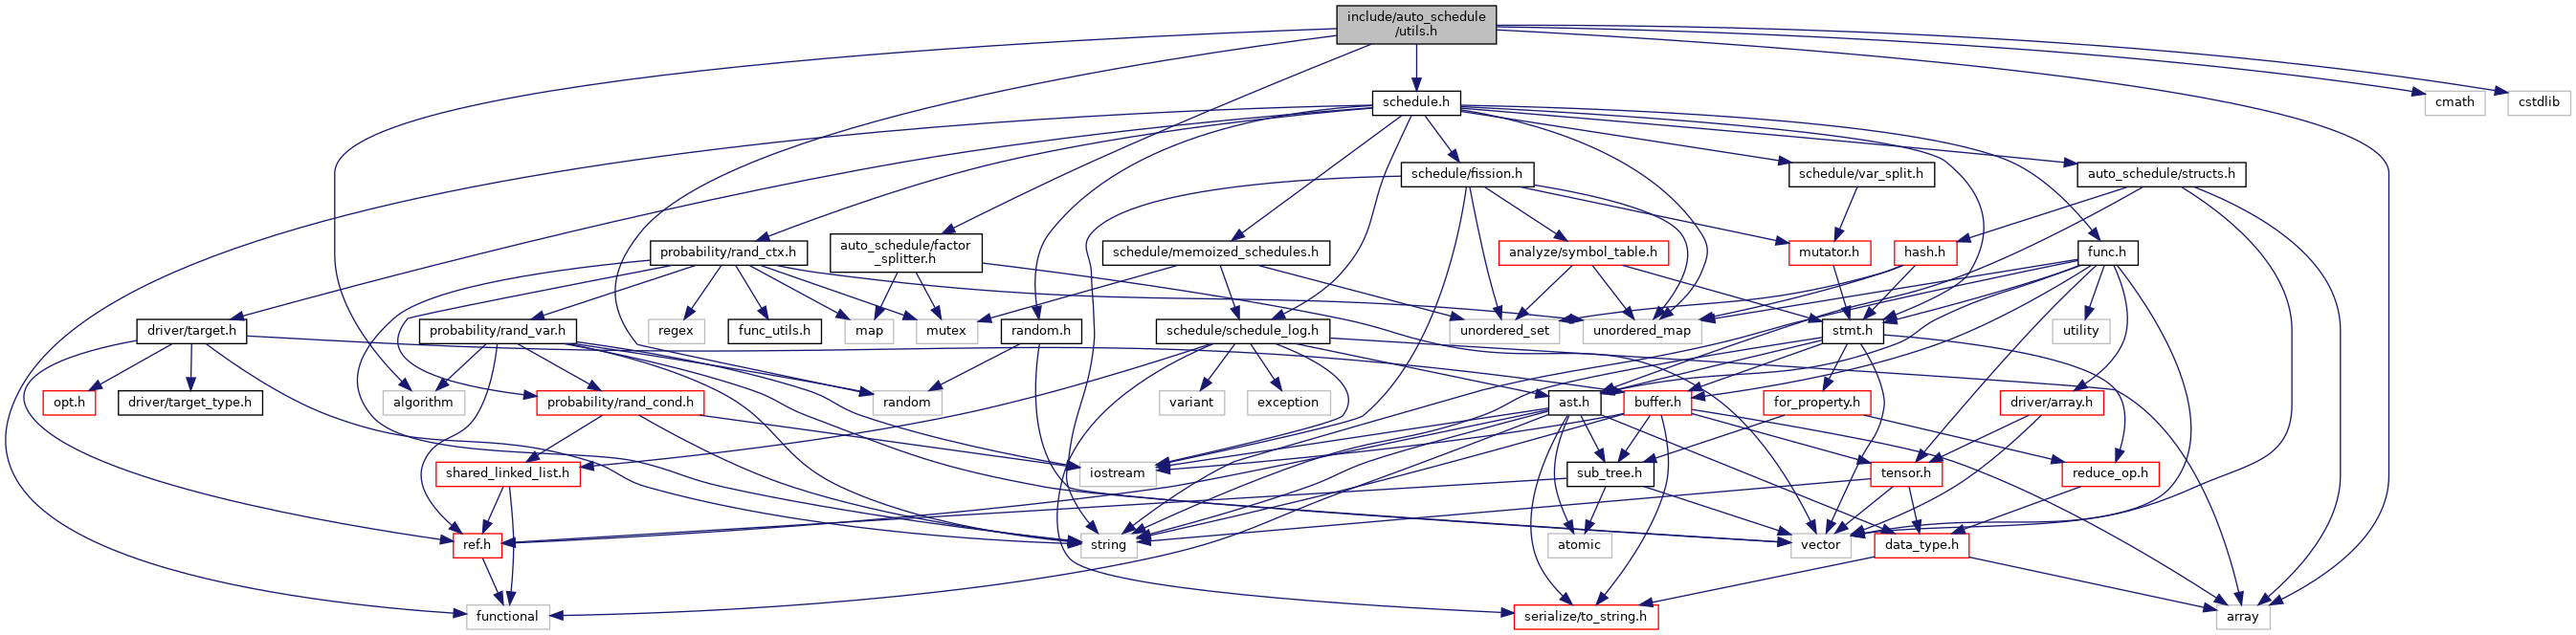 include/auto_schedule
/utils.h
schedule.h
cmath
cstdlib
schedule/fission.h
schedule/var_split.h
auto_schedule/structs.h
probability/rand_ctx.h
auto_schedule/factor
_splitter.h
schedule/memoized_schedules.h
analyze/symbol_table.h
mutator.h
hash.h
func.h
driver/target.h
probability/rand_var.h
regex
func_utils.h
map
mutex
random.h
schedule/schedule_log.h
unordered_set
unordered_map
stmt.h
utility
opt.h
driver/target_type.h
algorithm
probability/rand_cond.h
random
variant
exception
ast.h
buffer.h
for_property.h
driver/array.h
shared_linked_list.h
iostream
sub_tree.h
tensor.h
reduce_op.h
ref.h
string
atomic
vector
data_type.h
functional
serialize/to_string.h
array